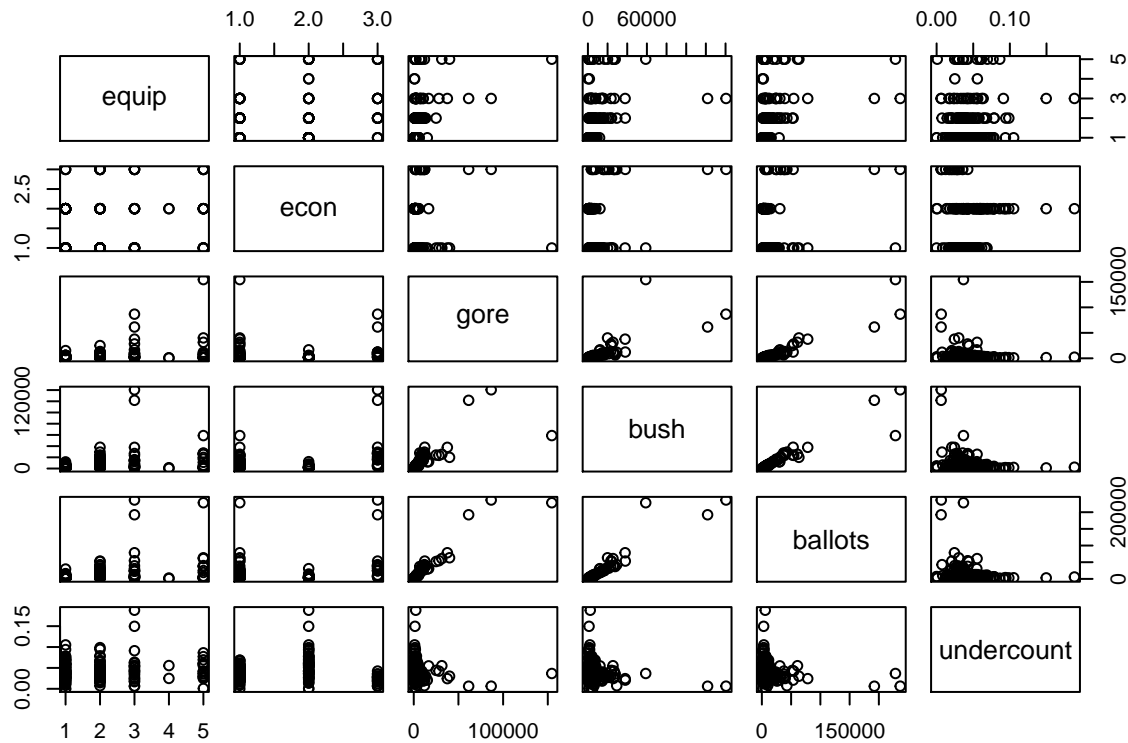 1.0 2.0 3.0 0 60000 0.00 0.10
equip 1 3 5
1.0 2.5 econ
gore 0 150000
0 120000 bush
ballots 0 200000
0.00 0.15 undercount
1 2 3 4 5 0 100000 0 150000